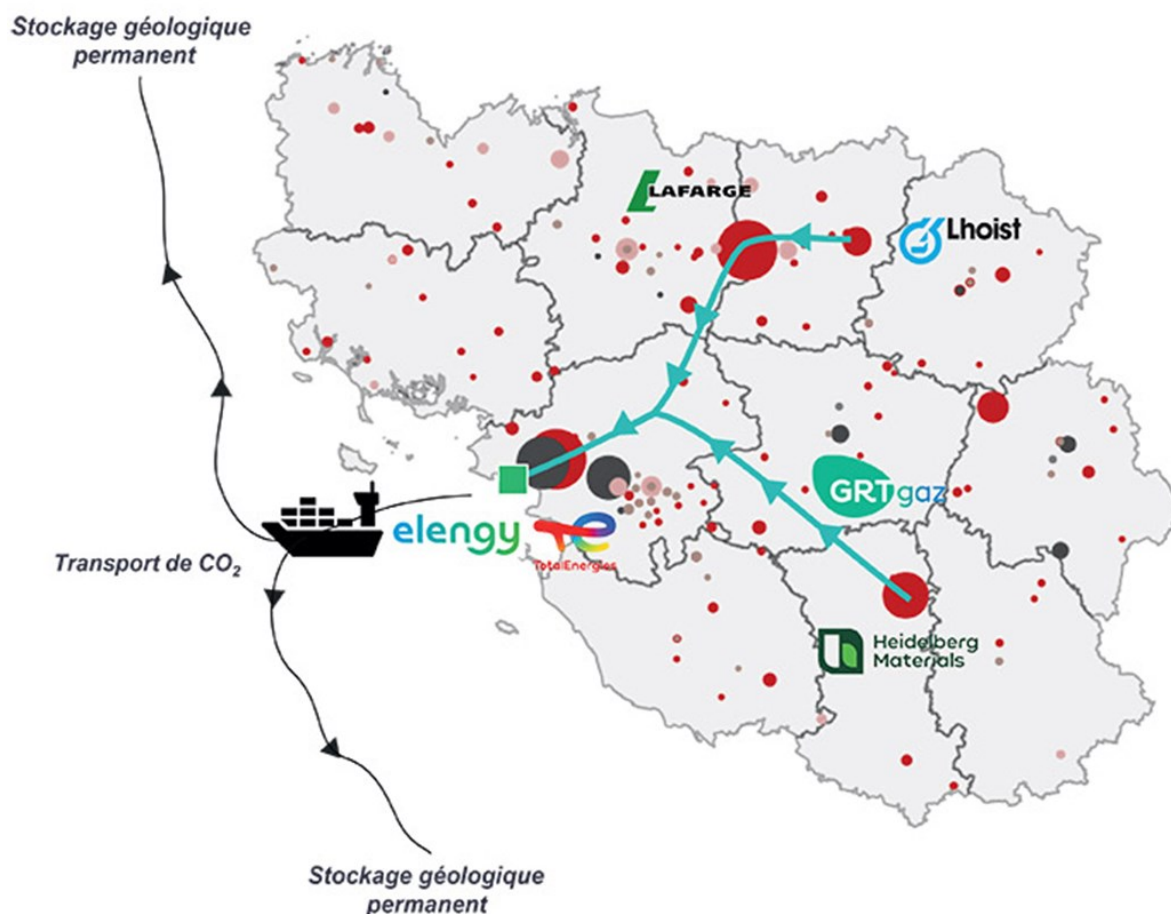 Stockage géologique
permanent
LAFARGE
Lhoist
GRTgaz
elengy
TotalEnergies
Transport de CO₂
Heidelberg
Materials
Stockage géologique
permanent